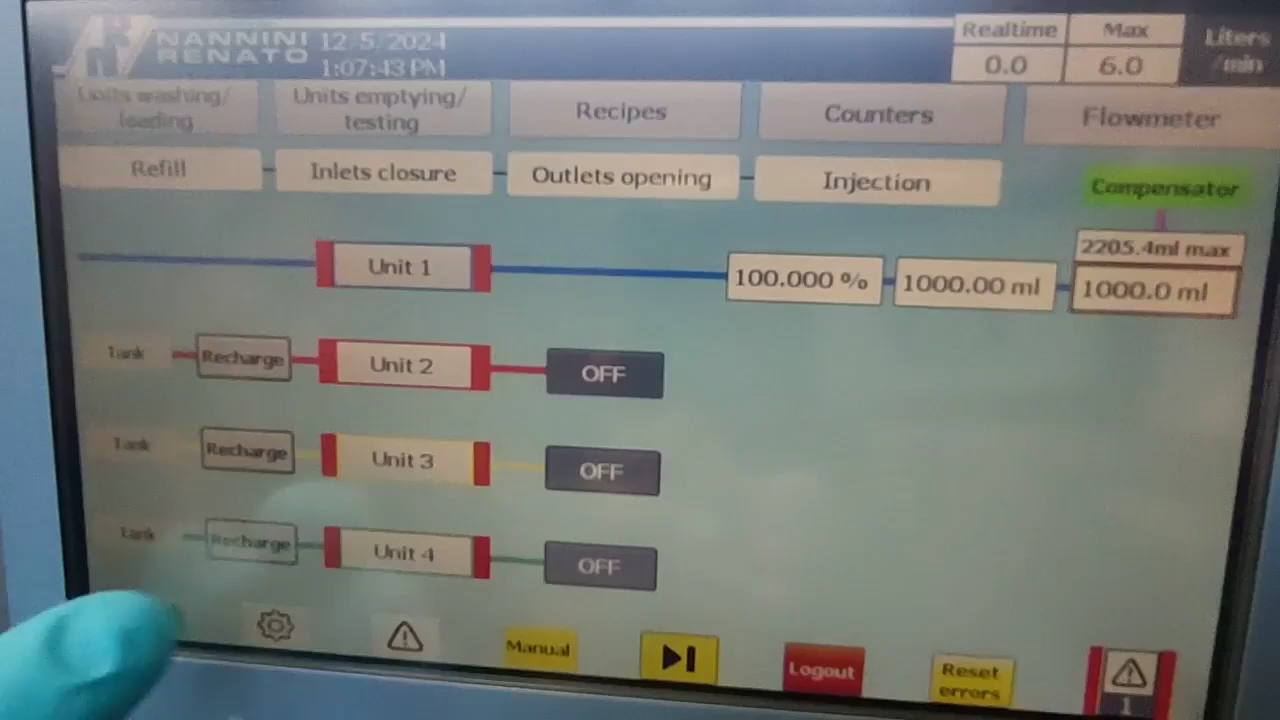 NANNINI
RENATO
12/5/2024
1:07:43 PM
Realtime
0.0
Max
6.0
Liters
/min
Units washing/
loading
Units emptying/
testing
Recipes
Counters
Flowmeter
Refill
Inlets closure
Outlets opening
Injection
Compensator
2205.4ml max
Unit 1
100.000 %
1000.00 ml
1000.0 ml
Tank
Recharge
Unit 2
OFF
Tank
Recharge
Unit 3
OFF
Tank
Recharge
Unit 4
OFF
Manual
Logout
Reset
errors
1